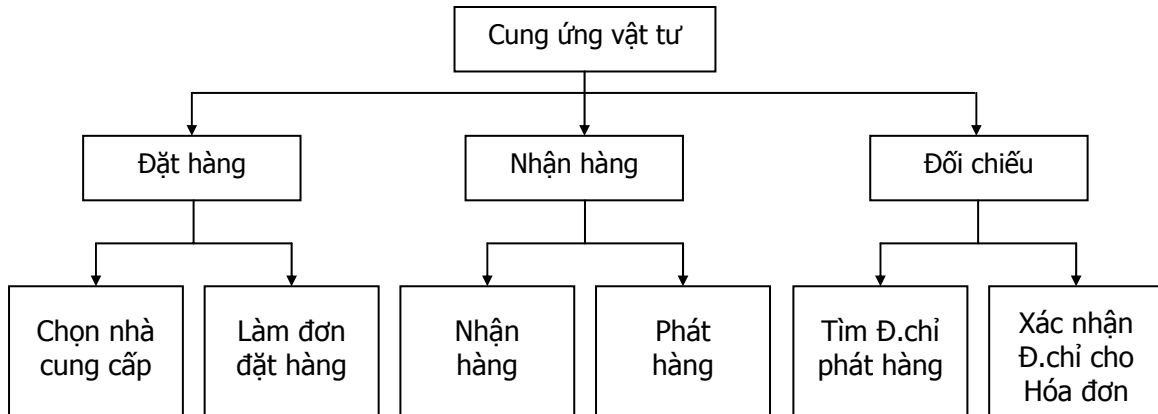 Cung ứng vật tư
Đặt hàng
Nhận hàng
Đối chiếu
Chọn nhà
cung cấp
Làm đơn
đặt hàng
Nhận
hàng
Phát
hàng
Tìm Đ.chỉ
phát hàng
Xác nhận
Đ.chỉ cho
Hóa đơn